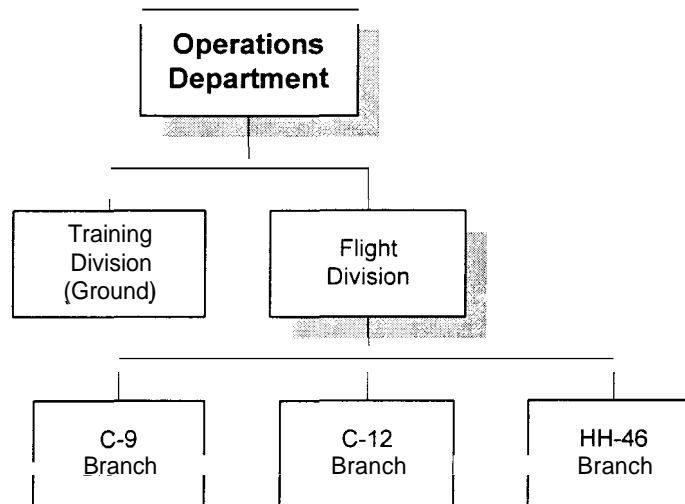 Operations
Department
Training
Division
(Ground)
Flight
Division
C-9
Branch
C-12
Branch
HH-46
Branch